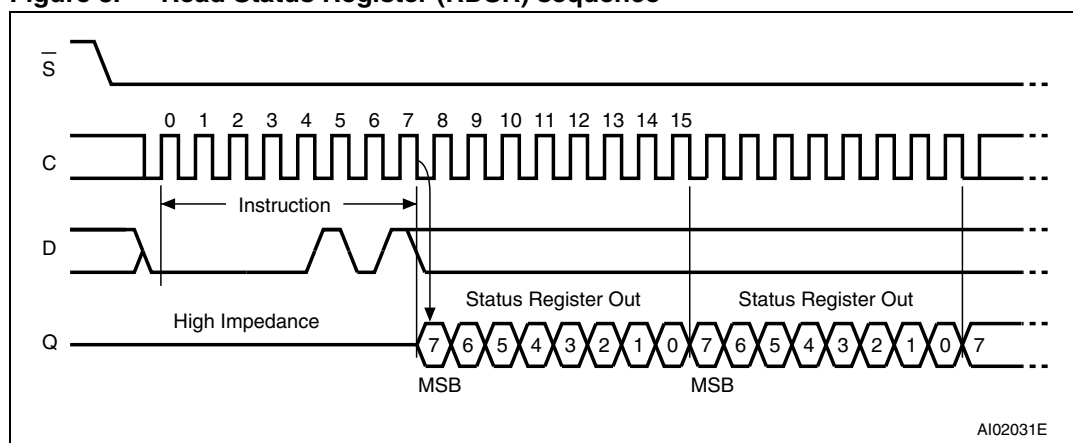 Figure 8. Read Status Register (RDSR) sequence
S
0 1 2 3 4 5 6 7 8 9 10 11 12 13 14 15
C
Instruction
D
Status Register Out Status Register Out
High Impedance
Q 7 6 5 4 3 2 1 0 7 6 5 4 3 2 1 0 7
MSB MSB
AI02031E